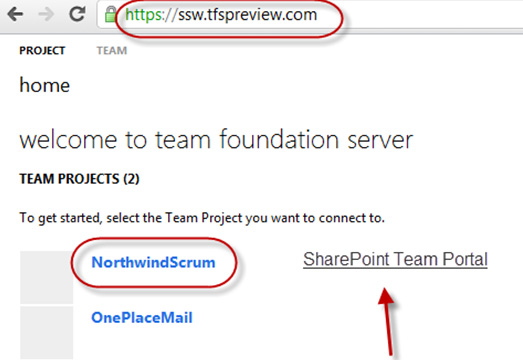 https://ssw.tfspreview.com
PROJECT TEAM
home
welcome to team foundation server
TEAM PROJECTS (2)
To get started, select the Team Project you want to connect to.
NorthwindScrum SharePoint Team Portal
OnePlaceMail